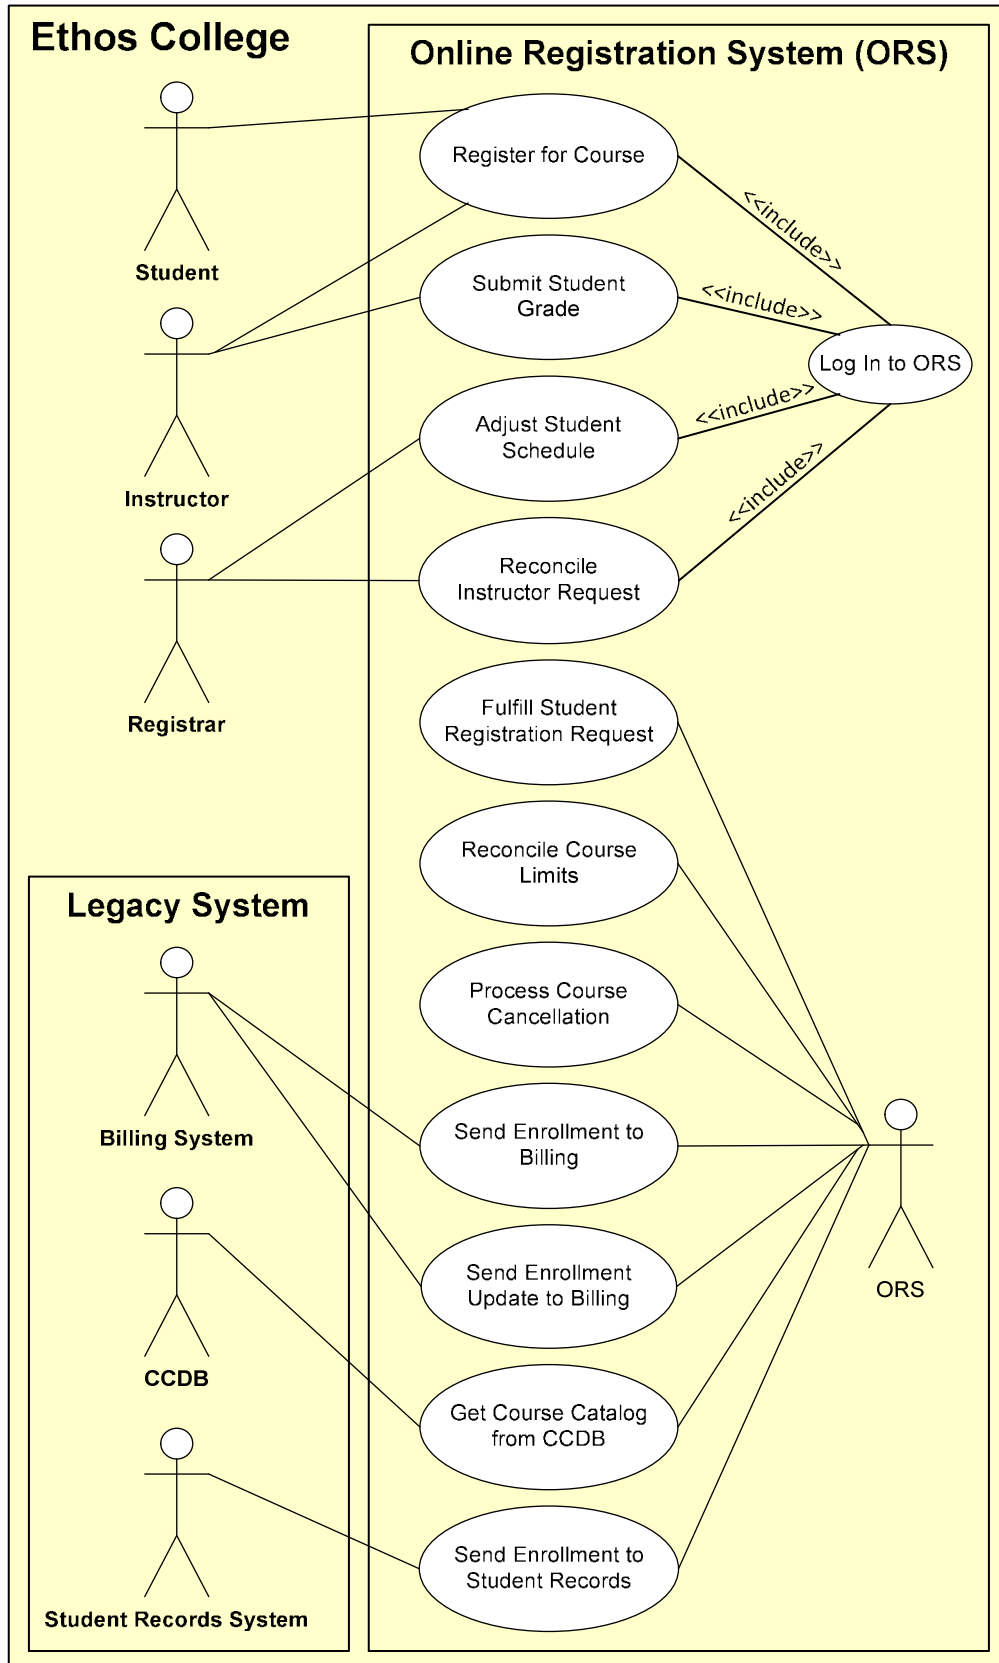 Ethos College
Online Registration System (ORS)
Student
Instructor
Registrar
Register for Course
<<include>>
Submit Student
Grade
<<include>>
Log In to ORS
Adjust Student
Schedule
<<include>>
Reconcile
Instructor Request
<<include>>
Fulfill Student
Registration Request
Reconcile Course
Limits
Process Course
Cancellation
Send Enrollment to
Billing
Send Enrollment
Update to Billing
Get Course Catalog
from CCDB
Send Enrollment to
Student Records
ORS
Legacy System
Billing System
CCDB
Student Records System